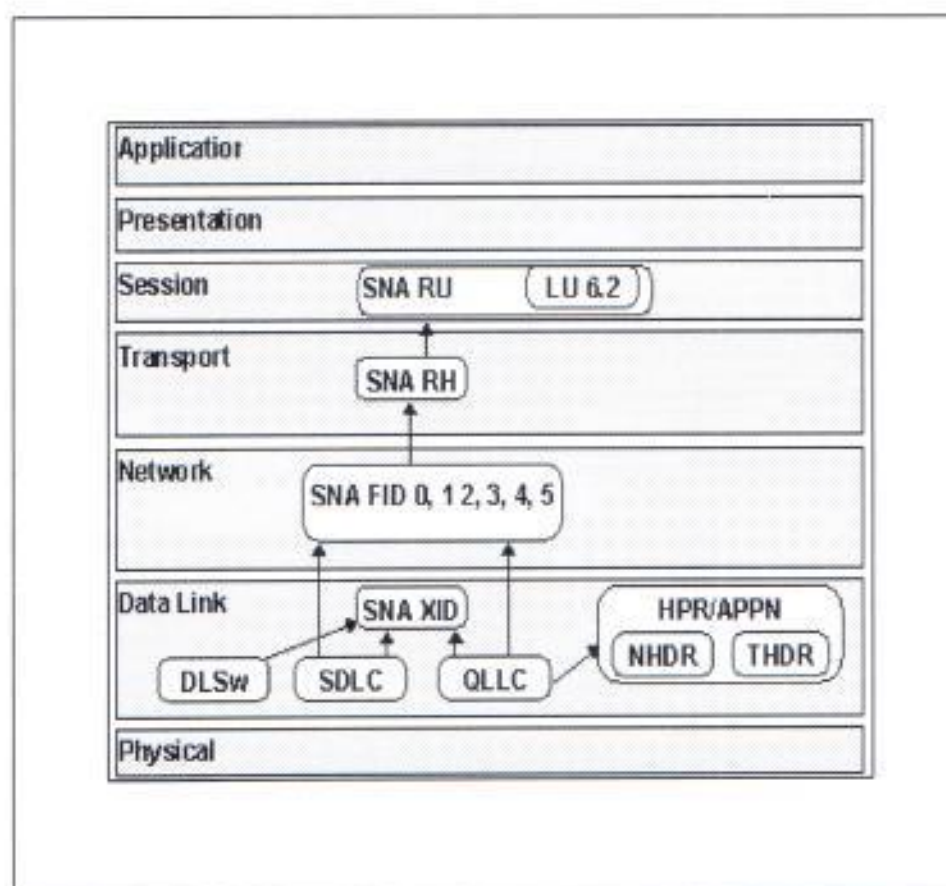 Application
Presentation
Session
SNA RU
LU 6.2
Transport
SNA RH
Network
SNA FID 0, 1 2, 3, 4, 5
Data Link
SNA XID
HPR/APPN
NHDR
THDR
DLSw
SDLC
QLLC
Physical